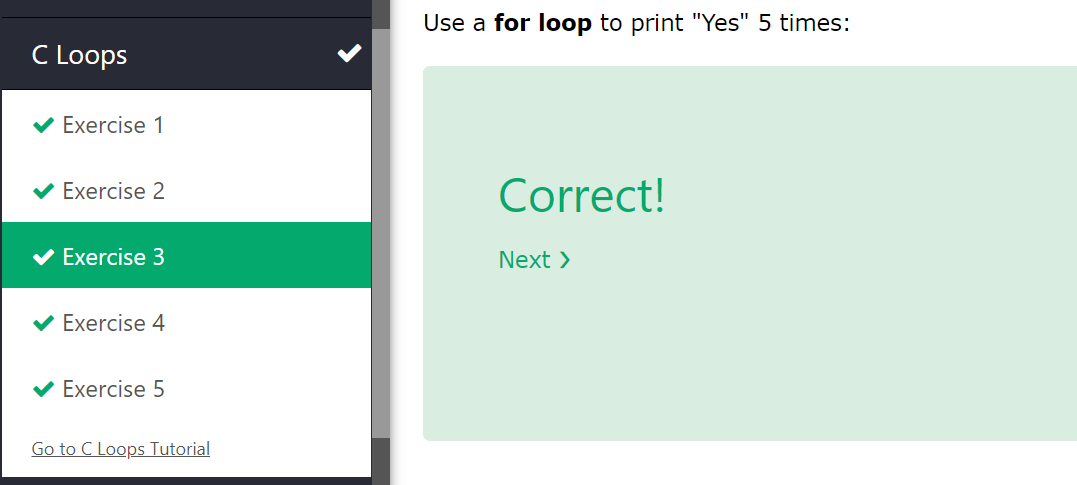 C Loops
Exercise 1
Exercise 2
Exercise 3
Exercise 4
Exercise 5
Go to C Loops Tutorial
Use a for loop to print "Yes" 5 times:
Correct!
Next ❯